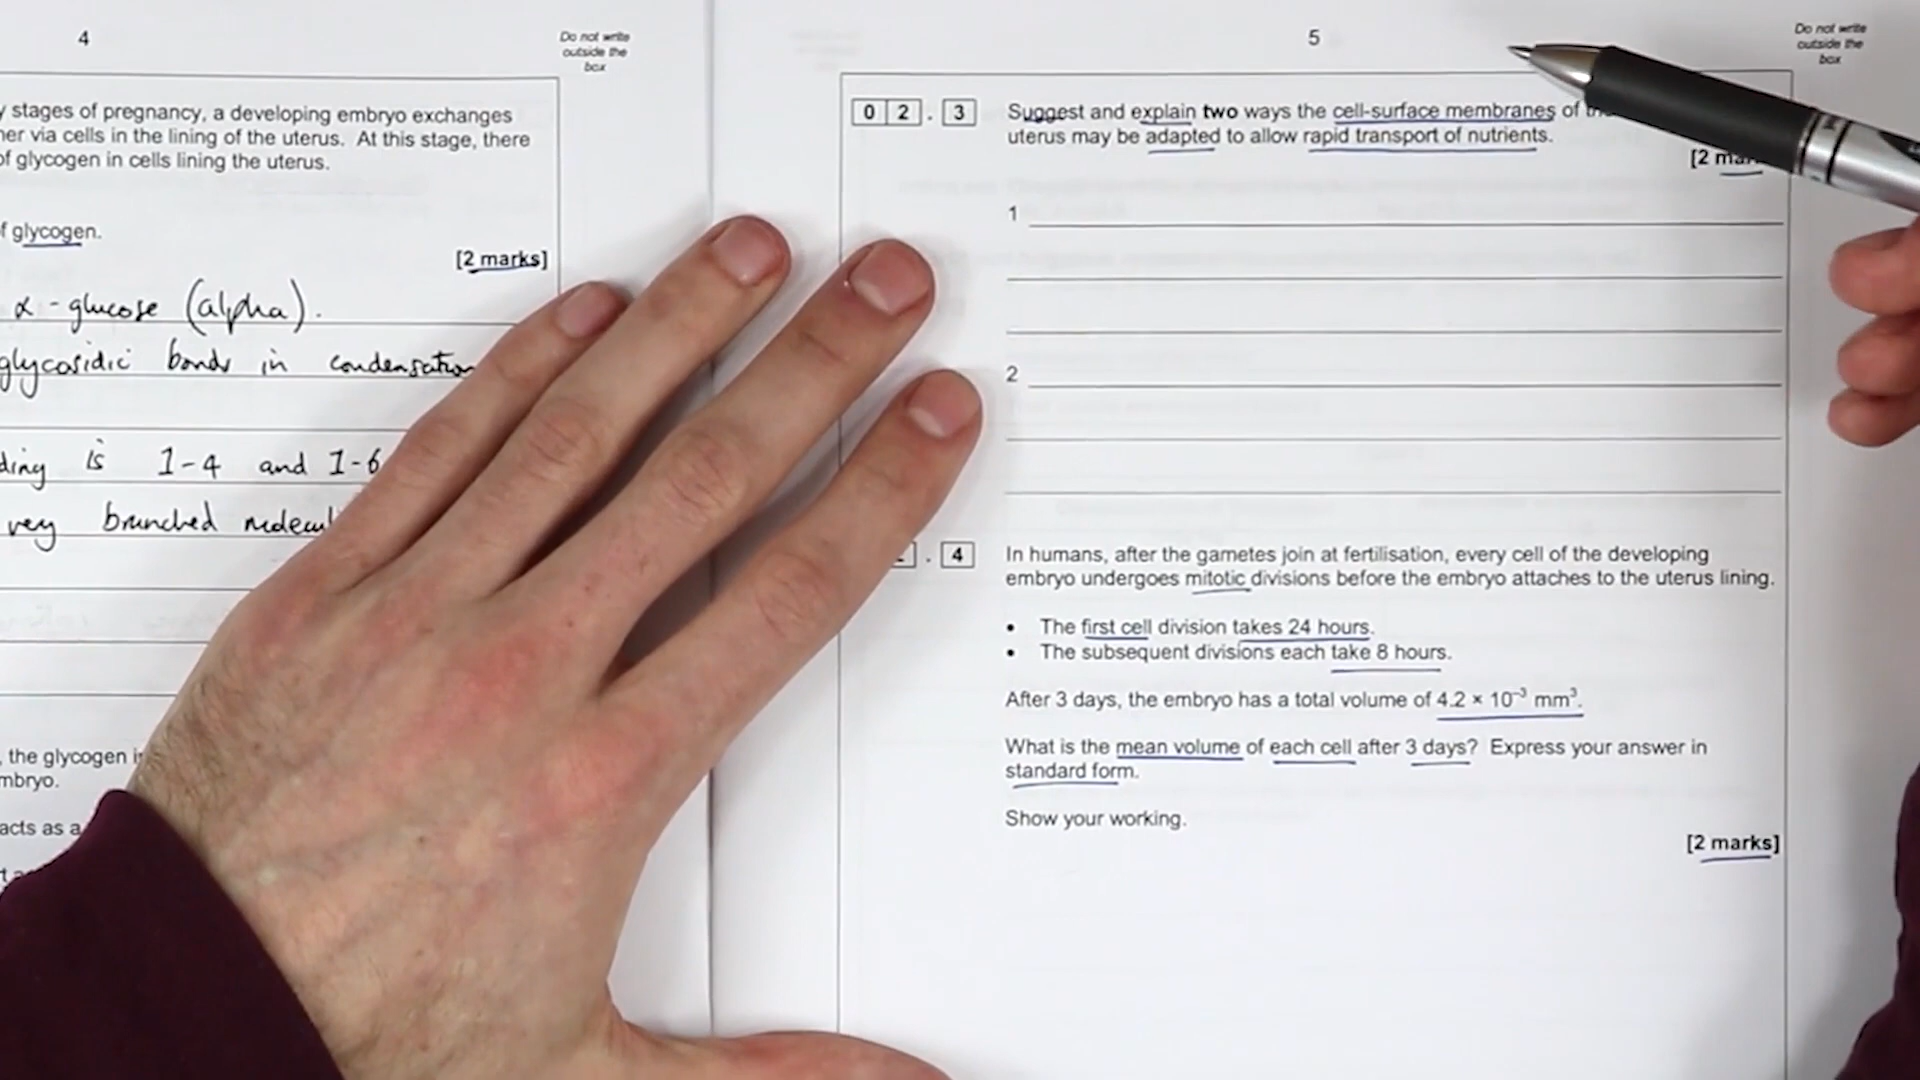 4
Do not write
outside the
box
stages of pregnancy, a developing embryo exchanges
via cells in the lining of the uterus. At this stage, there
of glycogen in cells lining the uterus.
glycogen.
[2 marks]
α - glucose (alpha).
glycosidic bonds in condensation
is 1-4 and 1-6
very branched
, the glycogen
acts as a
5
Do not write
outside the
box
0 2 . 3
Suggest and explain two ways the cell-surface membranes of
uterus may be adapted to allow rapid transport of nutrients.
[2
1
2
. 4
In humans, after the gametes join at fertilisation, every cell of the developing
embryo undergoes mitotic divisions before the embryo attaches to the uterus lining.
• The first cell division takes 24 hours.
• The subsequent divisions each take 8 hours.
After 3 days, the embryo has a total volume of 4.2 × 10⁻³ mm³.
What is the mean volume of each cell after 3 days? Express your answer in
standard form.
Show your working.
[2 marks]